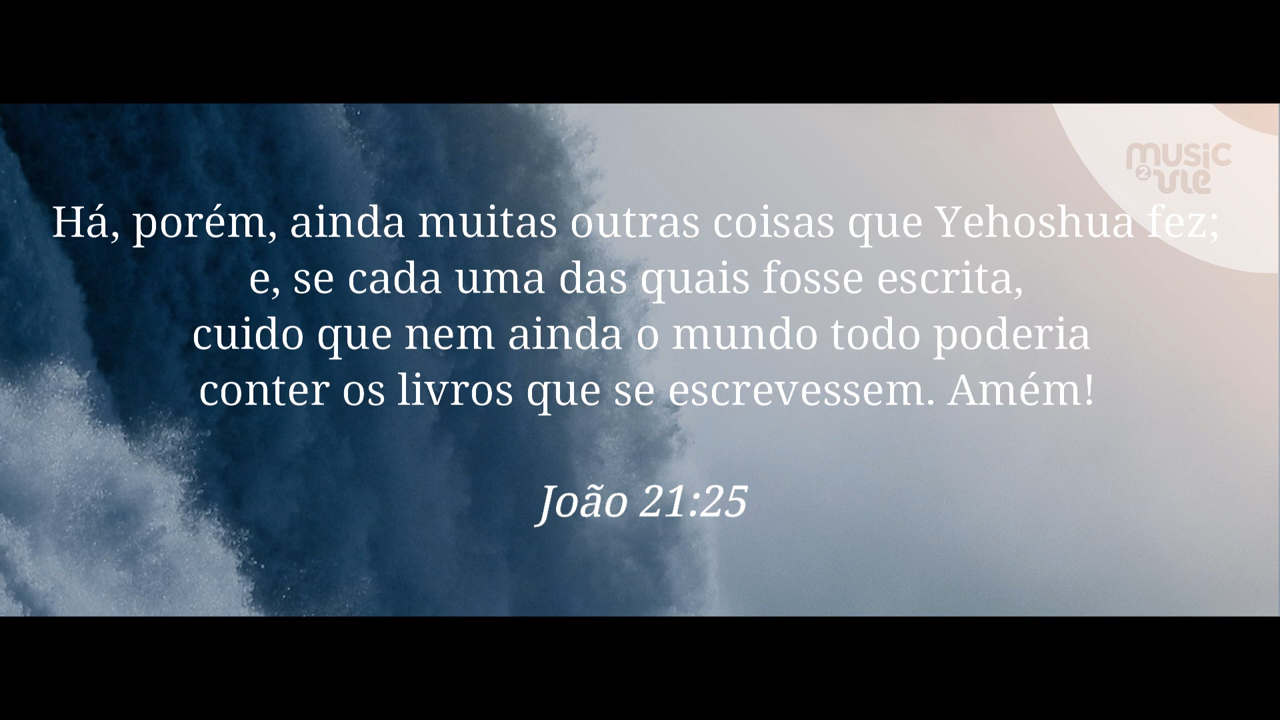 music
2 vie
Há, porém, ainda muitas outras coisas que Yehoshua fez;
e, se cada uma das quais fosse escrita,
cuido que nem ainda o mundo todo poderia
conter os livros que se escrevessem. Amém!
João 21:25